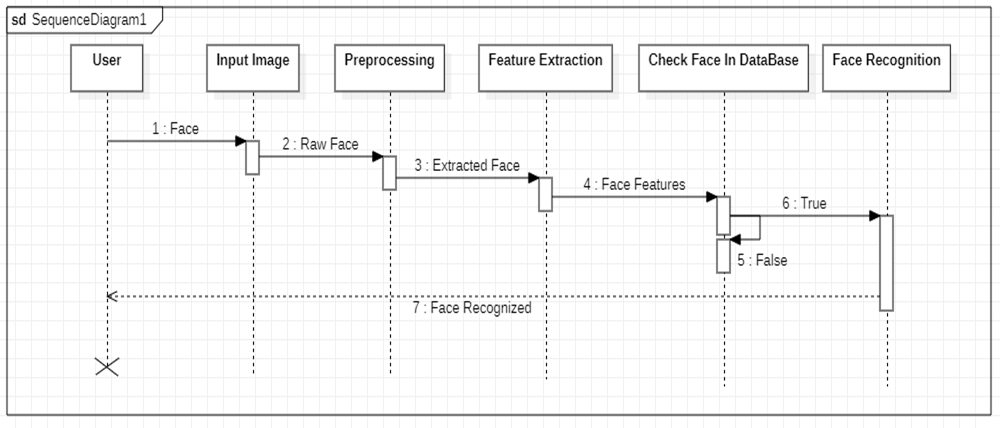 sd SequenceDiagram1
User
Input Image
Preprocessing
Feature Extraction
Check Face In DataBase
Face Recognition
1 : Face
2 : Raw Face
3 : Extracted Face
4 : Face Features
6 : True
5 : False
7 : Face Recognized